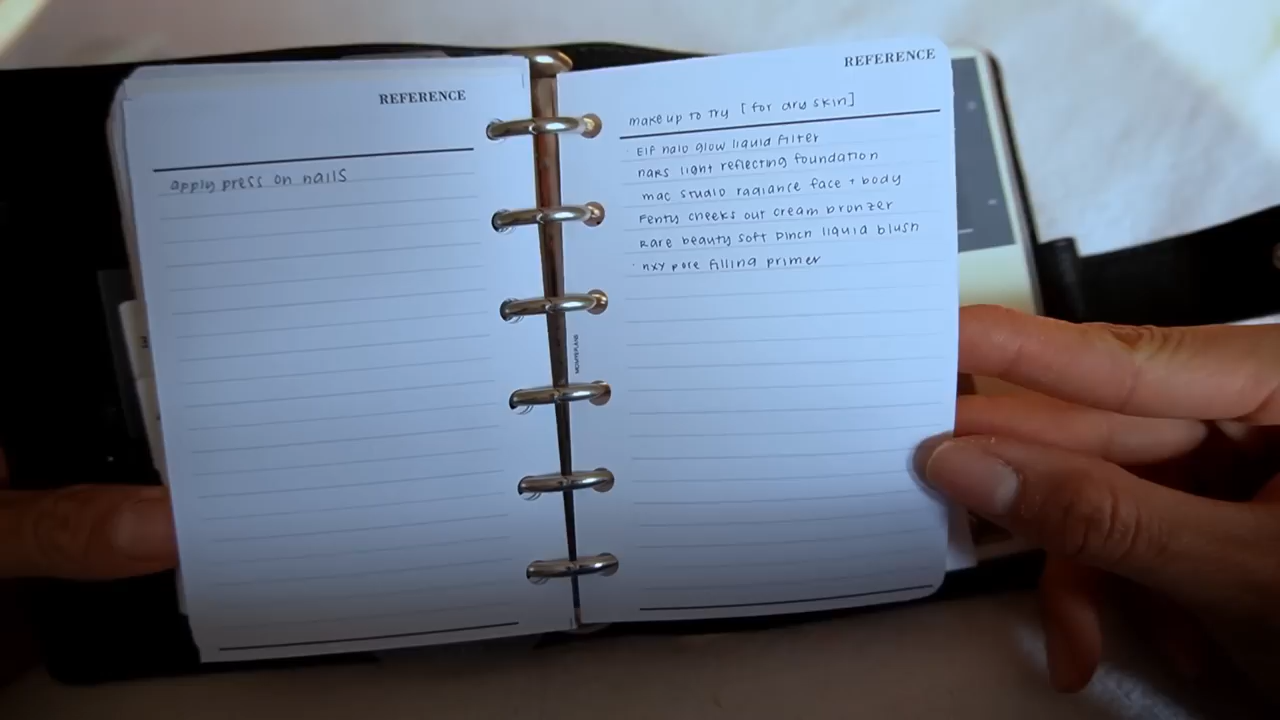 REFERENCE
apply press on nails
REFERENCE
make up to try [for dry skin]
· Elf halo glow liquid filter
nars light reflecting foundation
mac studio radiance face + body
Fenty cheeks out cream bronzer
Rare beauty soft pinch liquid blush
· nxy pore filling primer